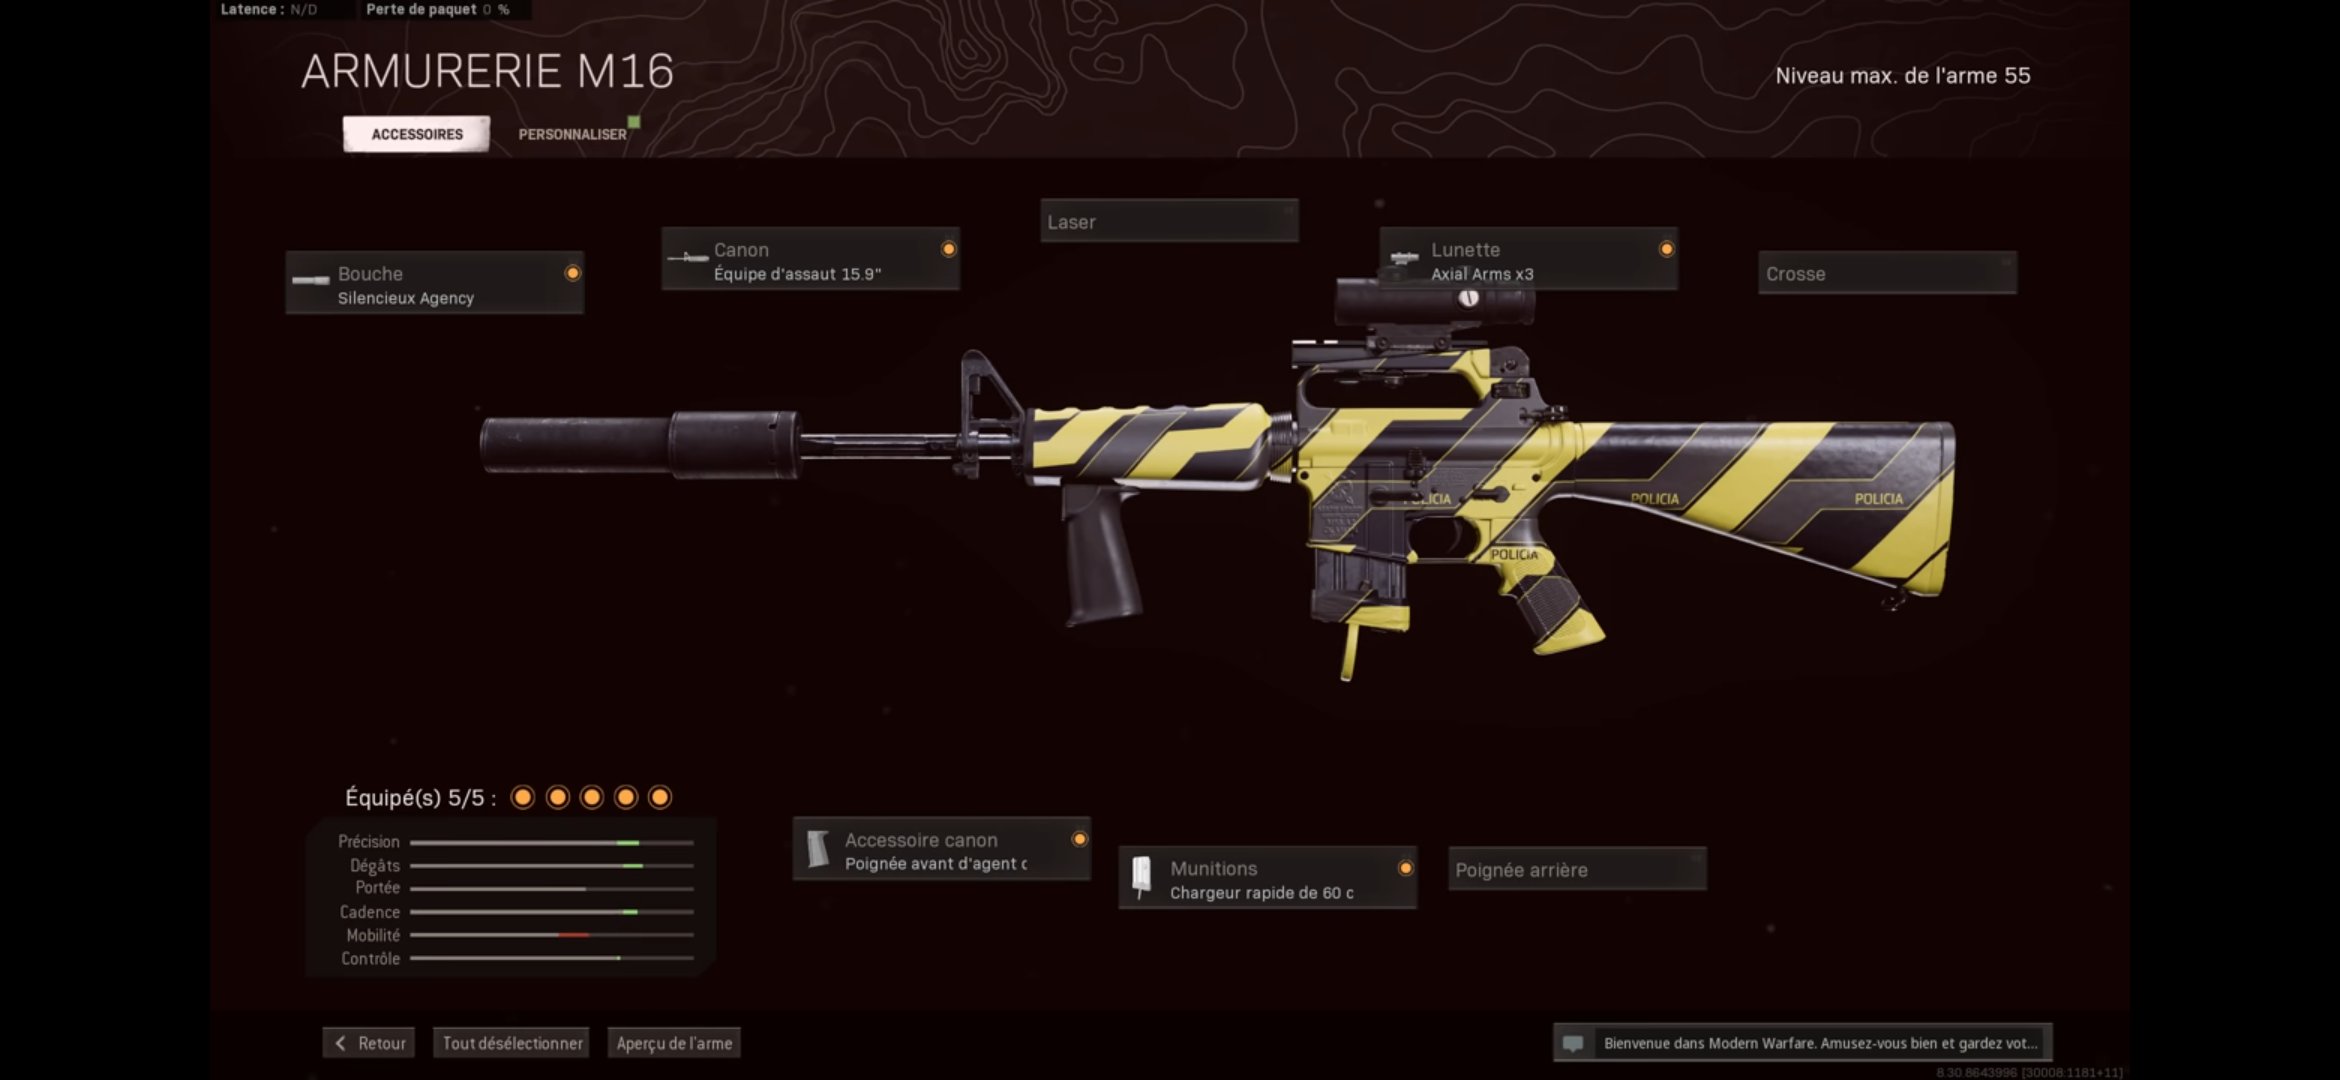 Latence : N/D
Perte de paquet 0 %
ARMURERIE M16
Niveau max. de l'arme 55
ACCESSOIRES
PERSONNALISER
Laser
Canon
Équipe d'assaut 15.9"
Lunette
Axial Arms x3
Bouche
Silencieux Agency
Crosse
POLICIA
POLICIA
POLICIA
Équipé(s) 5/5 :
Précision
Dégâts
Portée
Cadence
Mobilité
Contrôle
Accessoire canon
Poignée avant d'agent c
Munitions
Chargeur rapide de 60 c
Poignée arrière
Retour
Tout désélectionner
Aperçu de l'arme
Bienvenue dans Modern Warfare. Amusez-vous bien et gardez vot...
8.30.8643996 [30008:1181+11]